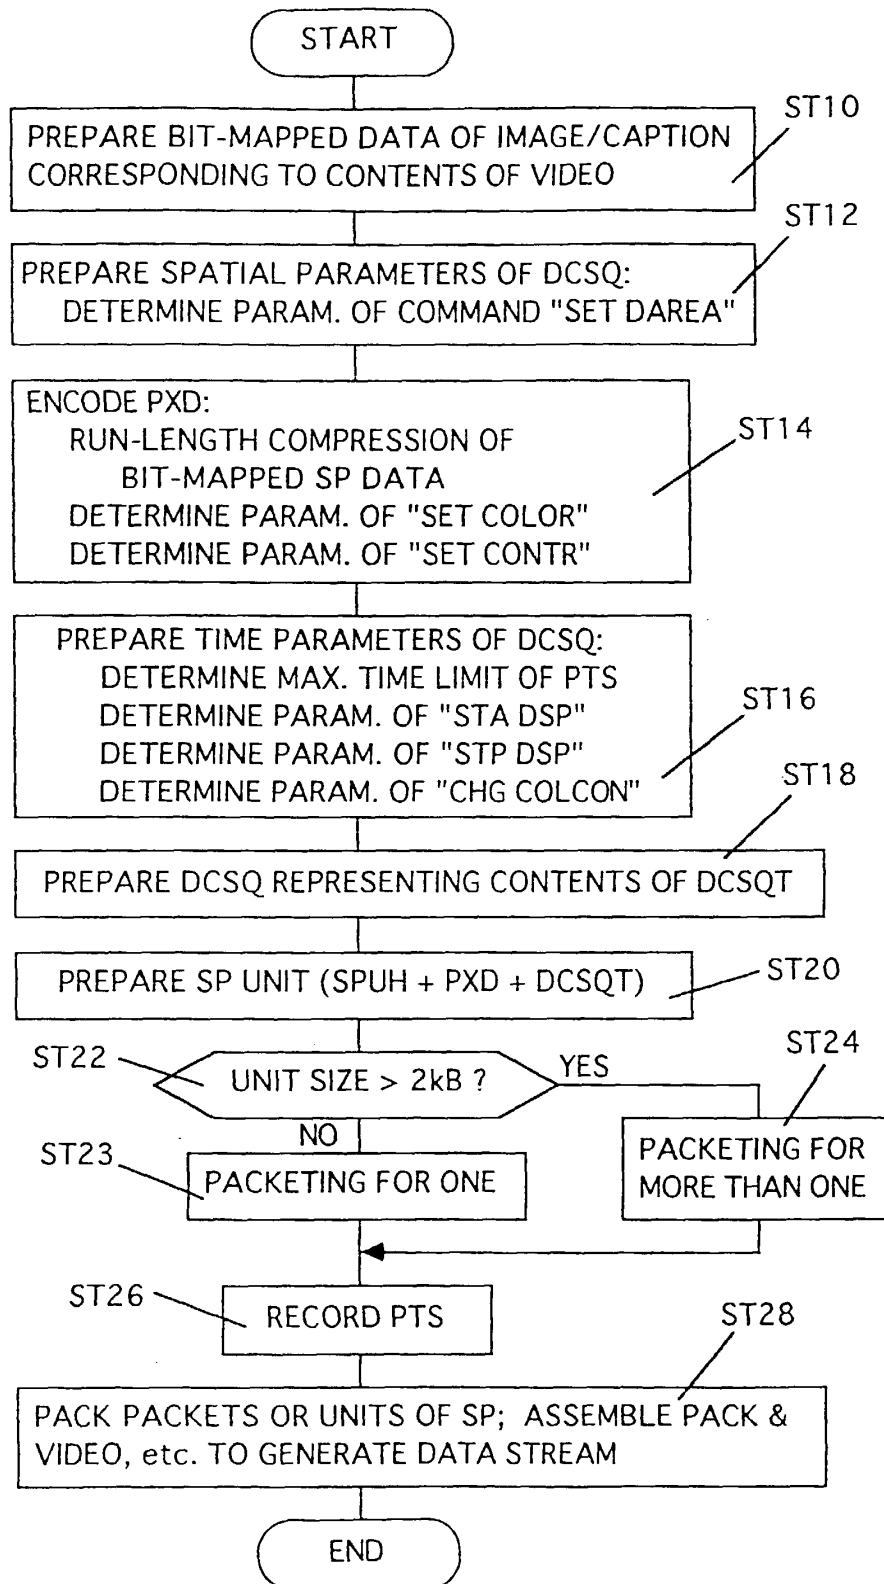 START
ST10
PREPARE BIT-MAPPED DATA OF IMAGE/CAPTION
CORRESPONDING TO CONTENTS OF VIDEO
ST12
PREPARE SPATIAL PARAMETERS OF DCSQ:
DETERMINE PARAM. OF COMMAND "SET DAREA"
ENCODE PXD:
RUN-LENGTH COMPRESSION OF
BIT-MAPPED SP DATA
DETERMINE PARAM. OF "SET COLOR"
DETERMINE PARAM. OF "SET CONTR"
ST14
PREPARE TIME PARAMETERS OF DCSQ:
DETERMINE MAX. TIME LIMIT OF PTS
DETERMINE PARAM. OF "STA DSP"
DETERMINE PARAM. OF "STP DSP"
DETERMINE PARAM. OF "CHG COLCON"
ST16
ST18
PREPARE DCSQ REPRESENTING CONTENTS OF DCSQT
PREPARE SP UNIT (SPUH + PXD + DCSQT)
ST20
ST22
UNIT SIZE > 2kB ?
YES
ST24
NO
ST23
PACKETING FOR ONE
PACKETING FOR
MORE THAN ONE
ST26
RECORD PTS
ST28
PACK PACKETS OR UNITS OF SP; ASSEMBLE PACK &
VIDEO, etc. TO GENERATE DATA STREAM
END